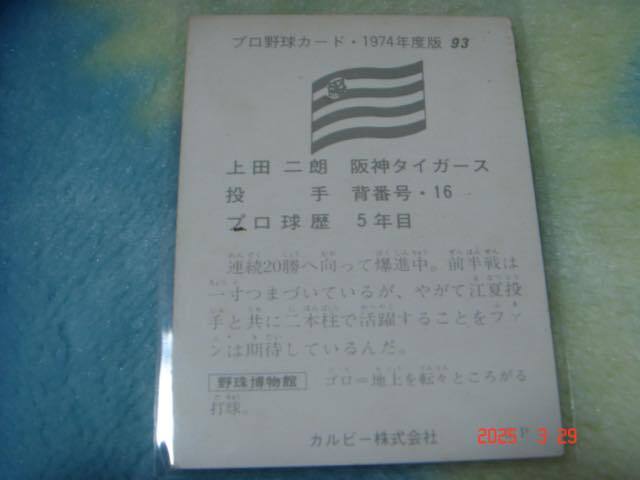 プロ野球カード・1974年度版 93
上田二朗 阪神タイガース
投手 背番号・16
プロ球歴 5年目
連続20勝へ向って爆進中。前半戦は
一寸つまづいているが、やがて江夏投
手と共に二本柱で活躍することをファ
ンは期待しているんだ。
野球博物館 ゴロ＝地上を転々ところがる
打球。
カルビー株式会社
2025 3 29